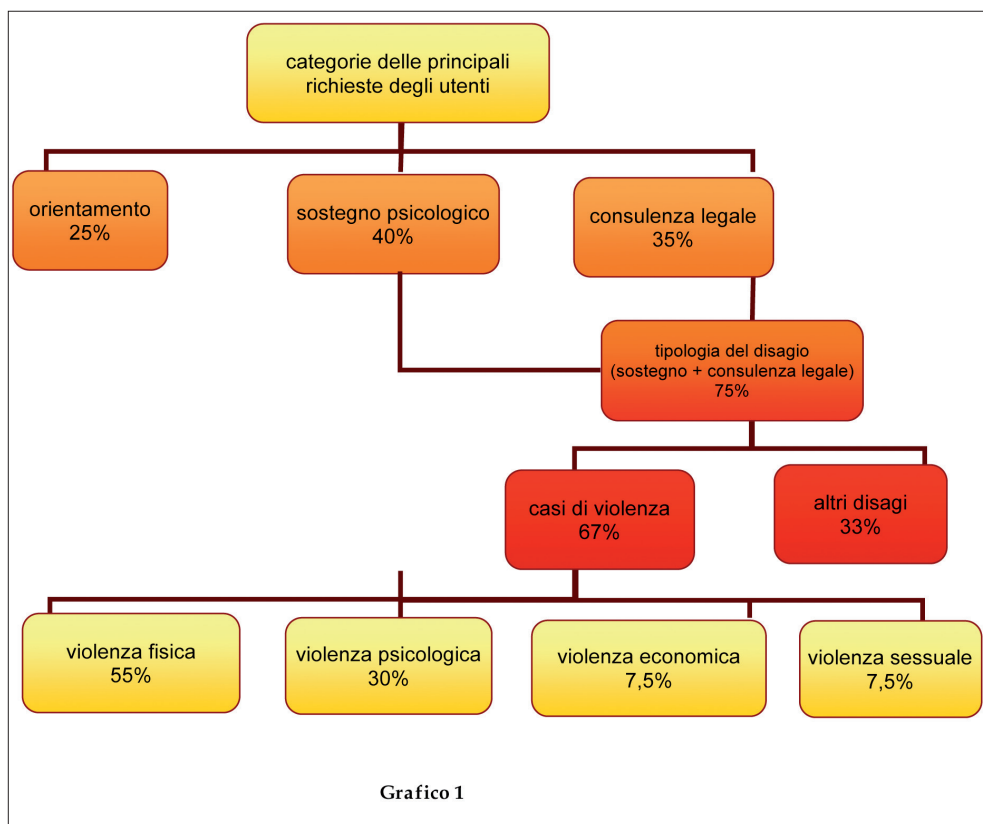 categorie delle principali
richieste degli utenti
orientamento
25%
sostegno psicologico
40%
consulenza legale
35%
tipologia del disagio
(sostegno + consulenza legale)
75%
casi di violenza
67%
altri disagi
33%
violenza fisica
55%
violenza psicologica
30%
violenza economica
7,5%
violenza sessuale
7,5%
Grafico 1